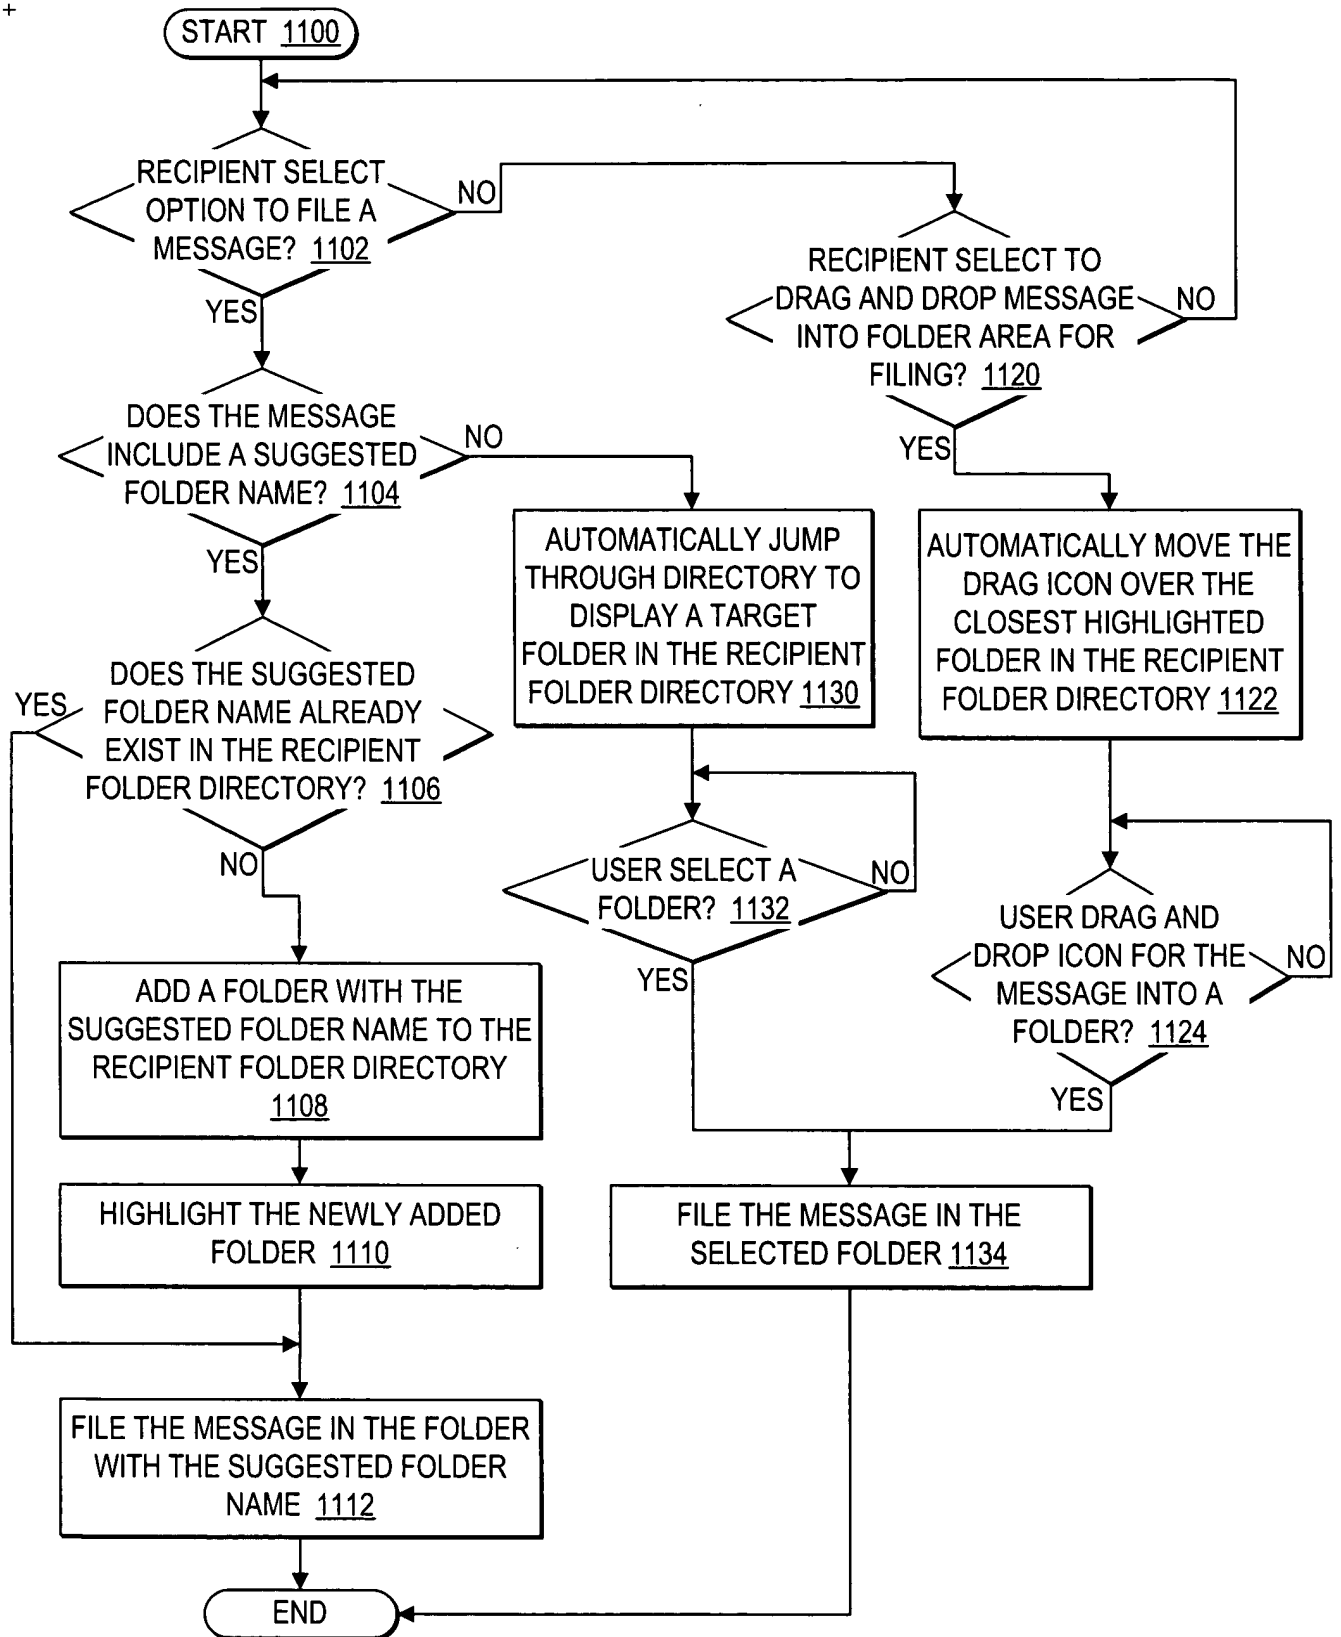 +
START 1100
RECIPIENT SELECT
OPTION TO FILE A
MESSAGE? 1102
NO
YES
RECIPIENT SELECT TO
DRAG AND DROP MESSAGE
INTO FOLDER AREA FOR
FILING? 1120
NO
YES
DOES THE MESSAGE
INCLUDE A SUGGESTED
FOLDER NAME? 1104
NO
YES
AUTOMATICALLY JUMP
THROUGH DIRECTORY TO
DISPLAY A TARGET
FOLDER IN THE RECIPIENT
FOLDER DIRECTORY 1130
AUTOMATICALLY MOVE THE
DRAG ICON OVER THE
CLOSEST HIGHLIGHTED
FOLDER IN THE RECIPIENT
FOLDER DIRECTORY 1122
DOES THE SUGGESTED
FOLDER NAME ALREADY
EXIST IN THE RECIPIENT
FOLDER DIRECTORY? 1106
YES
NO
USER SELECT A
FOLDER? 1132
NO
YES
USER DRAG AND
DROP ICON FOR THE
MESSAGE INTO A
FOLDER? 1124
NO
YES
ADD A FOLDER WITH THE
SUGGESTED FOLDER NAME TO THE
RECIPIENT FOLDER DIRECTORY
1108
HIGHLIGHT THE NEWLY ADDED
FOLDER 1110
FILE THE MESSAGE IN THE
SELECTED FOLDER 1134
FILE THE MESSAGE IN THE FOLDER
WITH THE SUGGESTED FOLDER
NAME 1112
END